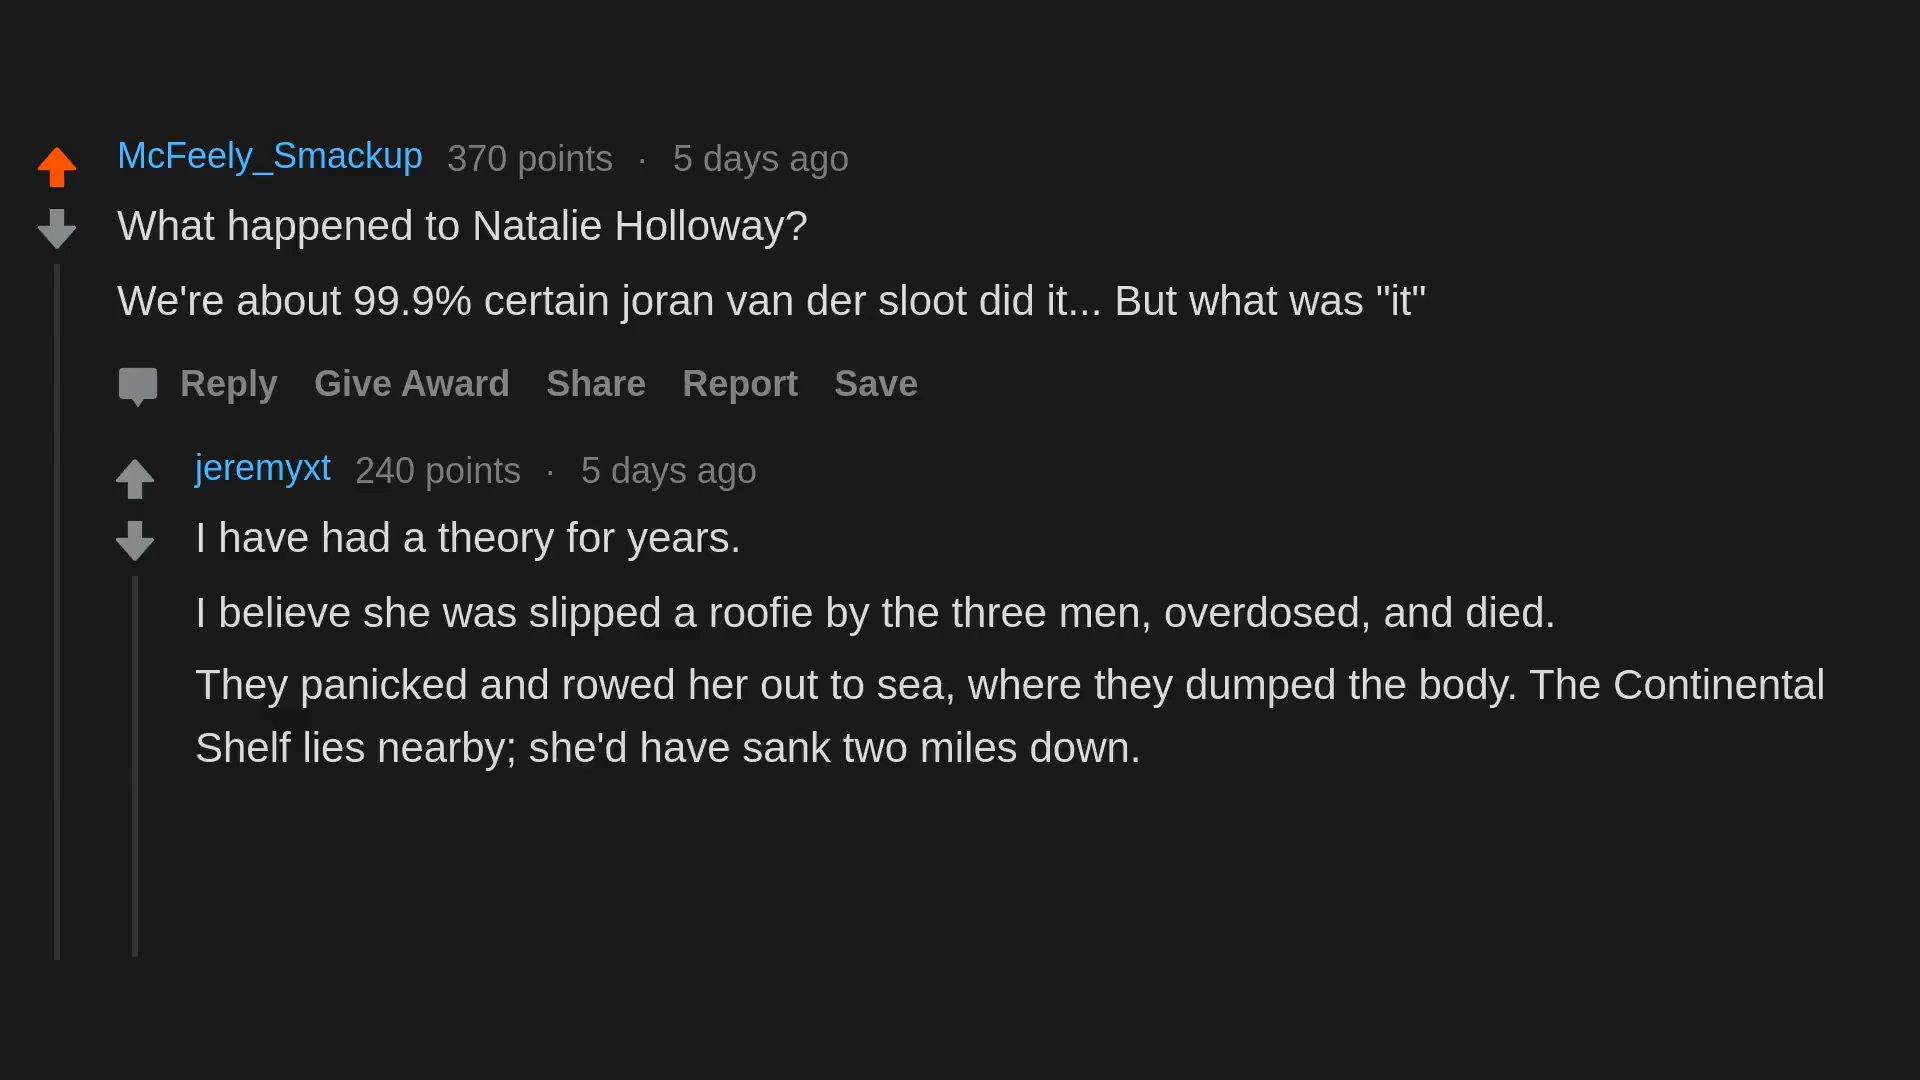 McFeely_Smackup 370 points · 5 days ago
What happened to Natalie Holloway?
We're about 99.9% certain joran van der sloot did it... But what was "it"
Reply Give Award Share Report Save
jeremyxt 240 points · 5 days ago
I have had a theory for years.
I believe she was slipped a roofie by the three men, overdosed, and died.
They panicked and rowed her out to sea, where they dumped the body. The Continental
Shelf lies nearby; she'd have sank two miles down.